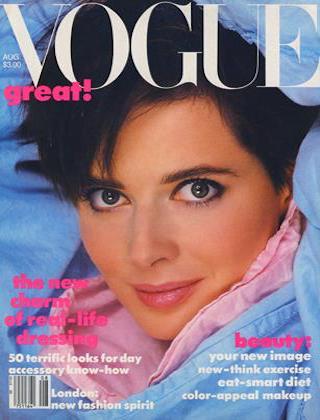 VOGUE
AUG
$3.00
great!
the new
charm
of real-life
dressing
50 terrific looks for day
accessory know-how
London:
new fashion spirit
beauty:
your new image
new-think exercise
eat-smart diet
color-appeal makeup
08